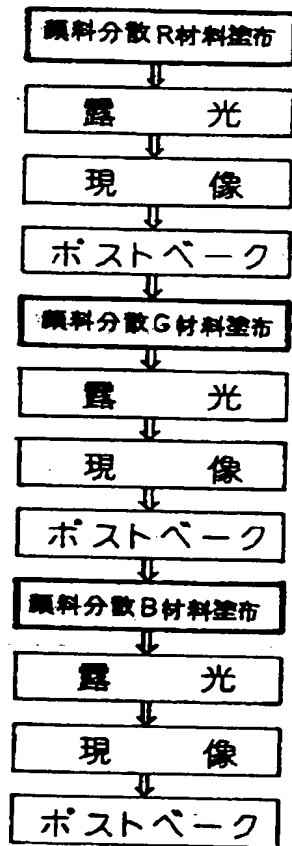 顔料分散R材料塗布
露光
現像
ポストベーク
顔料分散G材料塗布
露光
現像
ポストベーク
顔料分散B材料塗布
露光
現像
ポストベーク